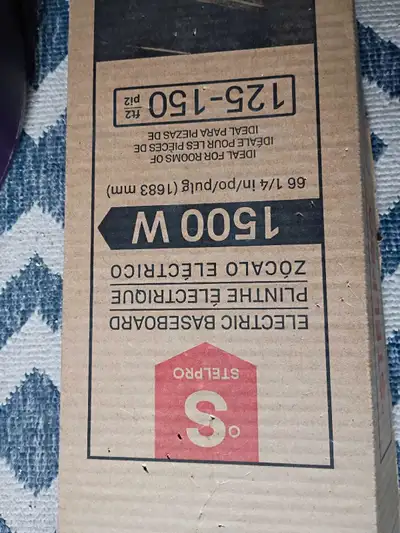 S
STELPRO
ELECTRIC BASEBOARD
PLINTHE ÉLECTRIQUE
ZÓCALO ELÉCTRICO
1500 W
66 1/4 in/po/pulg (1683 mm)
IDEAL FOR ROOMS OF
IDÉALE POUR LES PIÈCES DE
IDEAL PARA PIEZAS DE
125-150 ft2
pi2